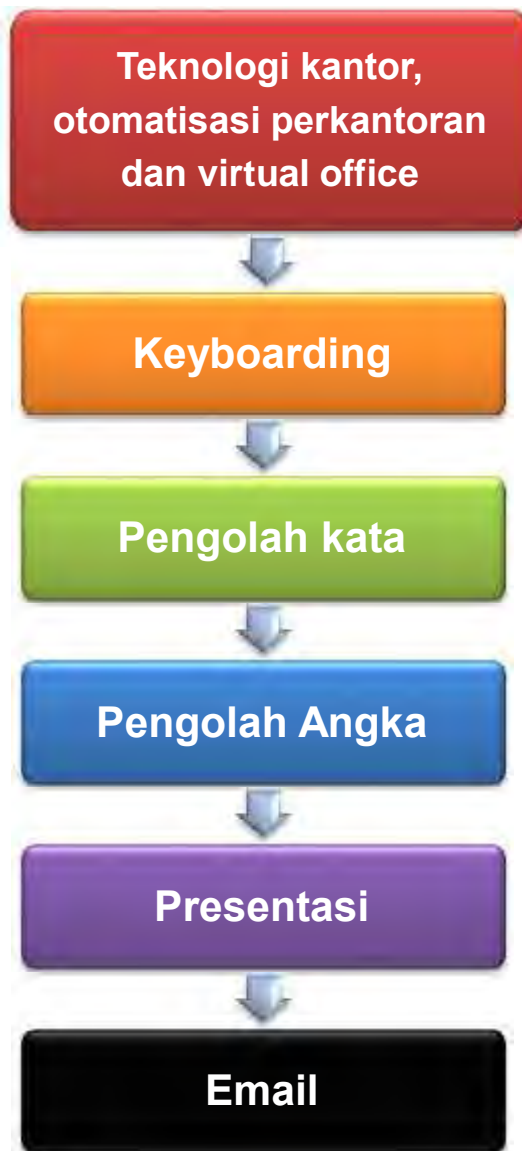 Teknologi kantor,
otomatisasi perkantoran
dan virtual office
Keyboarding
Pengolah kata
Pengolah Angka
Presentasi
Email